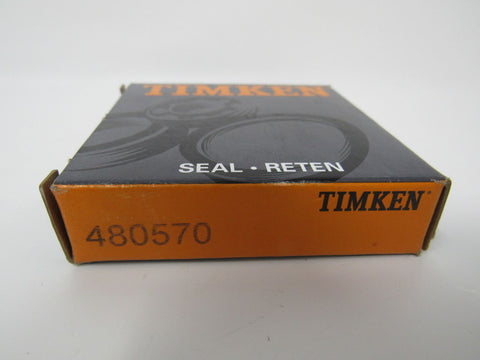 TIMKEN
SEAL • RETEN
TIMKEN
480570